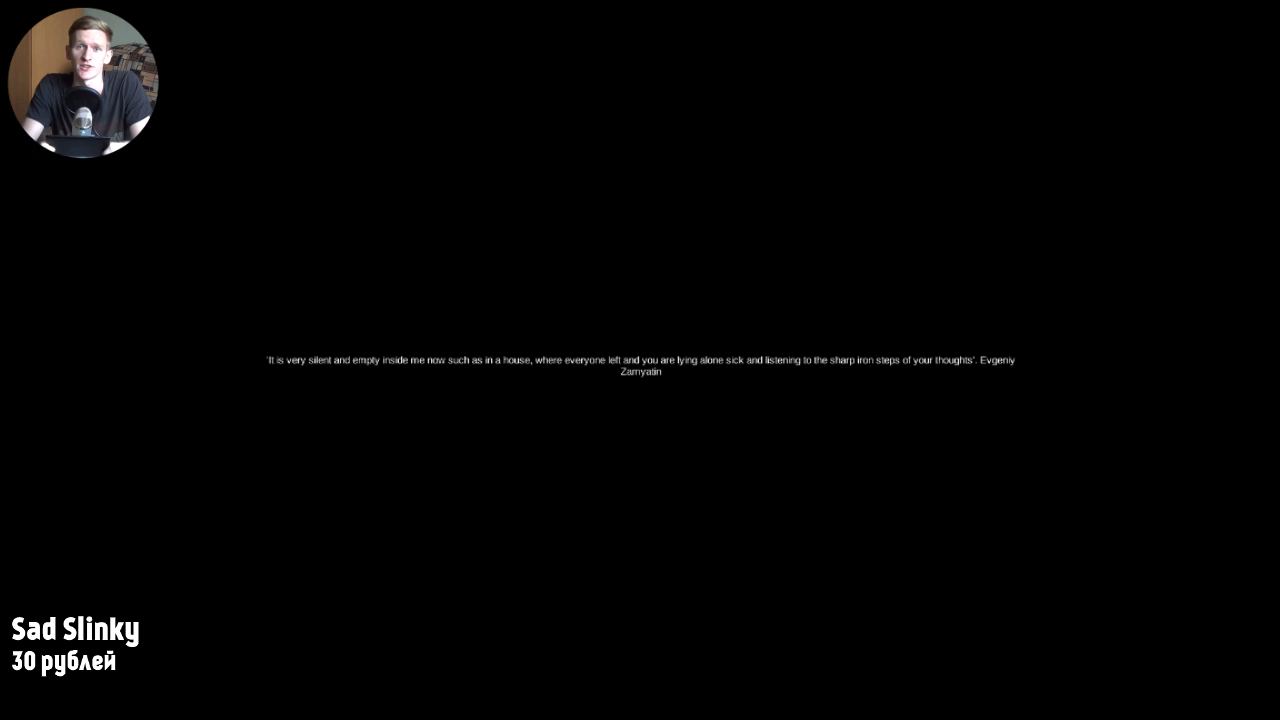 'It is very silent and empty inside me now such as in a house, where everyone left and you are lying alone sick and listening to the sharp iron steps of your thoughts'. Evgeniy
Zamyatin
Sad Slinky
30 рублей